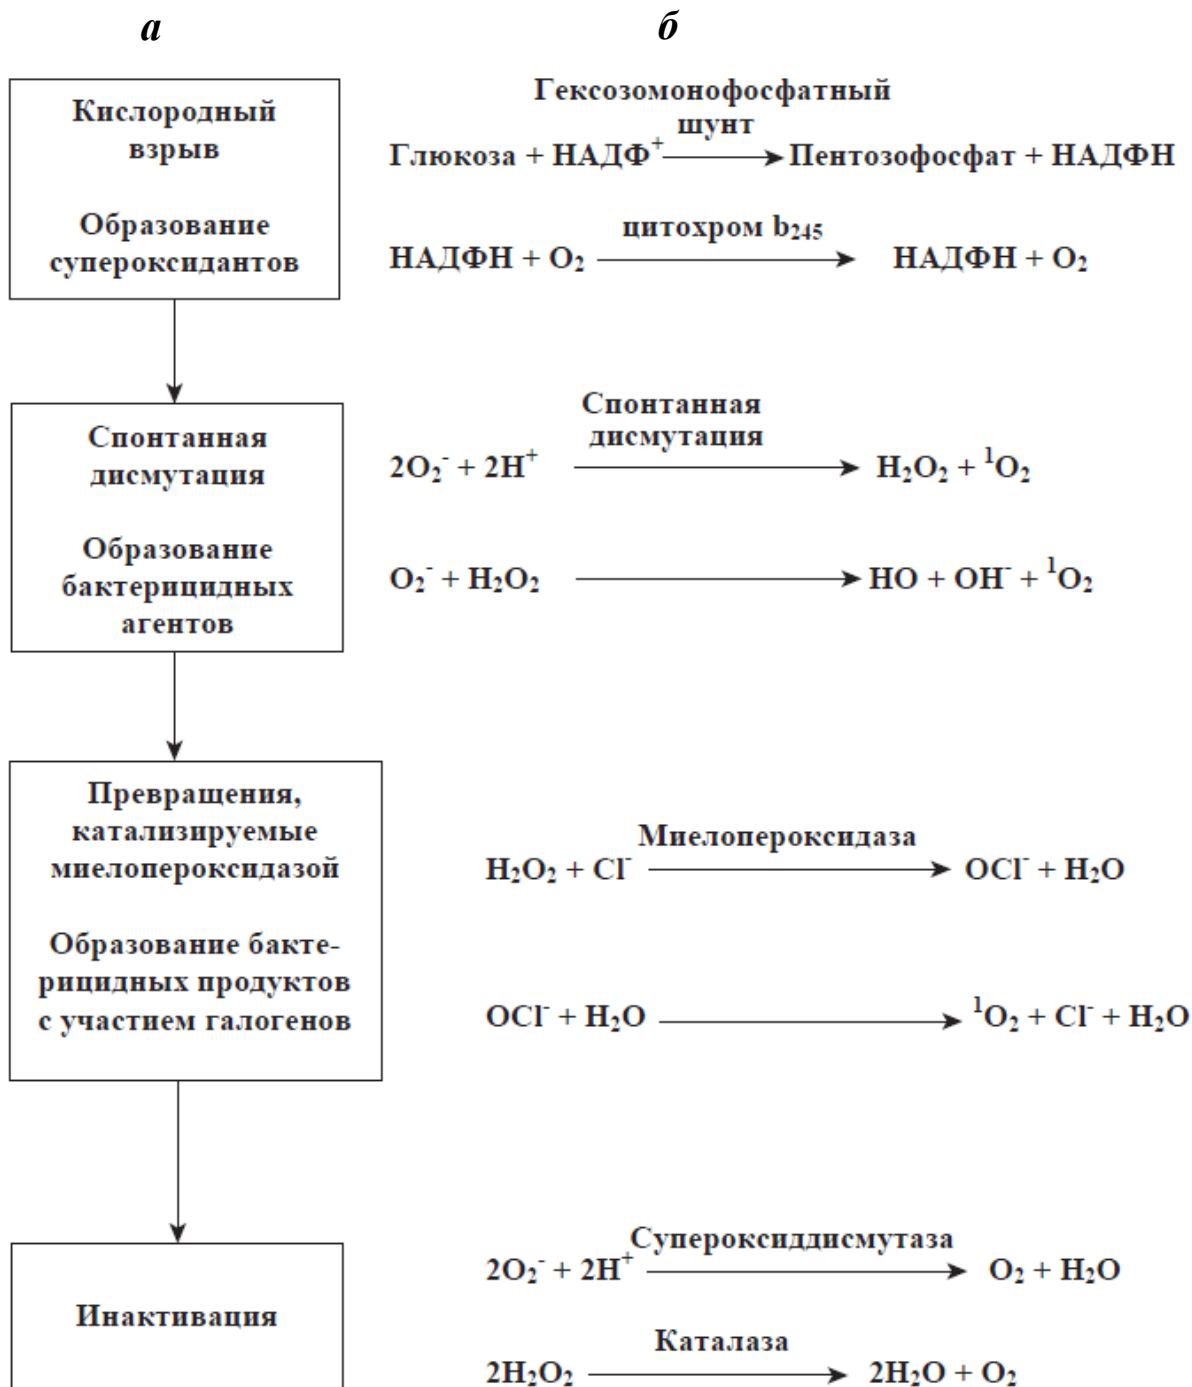 а
б
Кислородный
взрыв
Образование
супероксидантов
Гексозомонофосфатный
шунт
Глюкоза + НАДФ⁺ → Пентозофосфат + НАДФН
цитохром b₂₄₅
НАДФН + O₂ → НАДФН + O₂
Спонтанная
дисмутация
Образование
бактерицидных
агентов
Спонтанная
дисмутация
2O₂⁻ + 2H⁺ → H₂O₂ + ¹O₂
O₂⁻ + H₂O₂ → HO + OH⁻ + ¹O₂
Превращения,
катализируемые
миелопероксидазой
Образование бакте-
рицидных продуктов
с участием галогенов
Миелопероксидаза
H₂O₂ + Cl⁻ → OCl⁻ + H₂O
OCl⁻ + H₂O → ¹O₂ + Cl⁻ + H₂O
Инактивация
Супероксиддисмутаза
2O₂⁻ + 2H⁺ → O₂ + H₂O
Каталаза
2H₂O₂ → 2H₂O + O₂